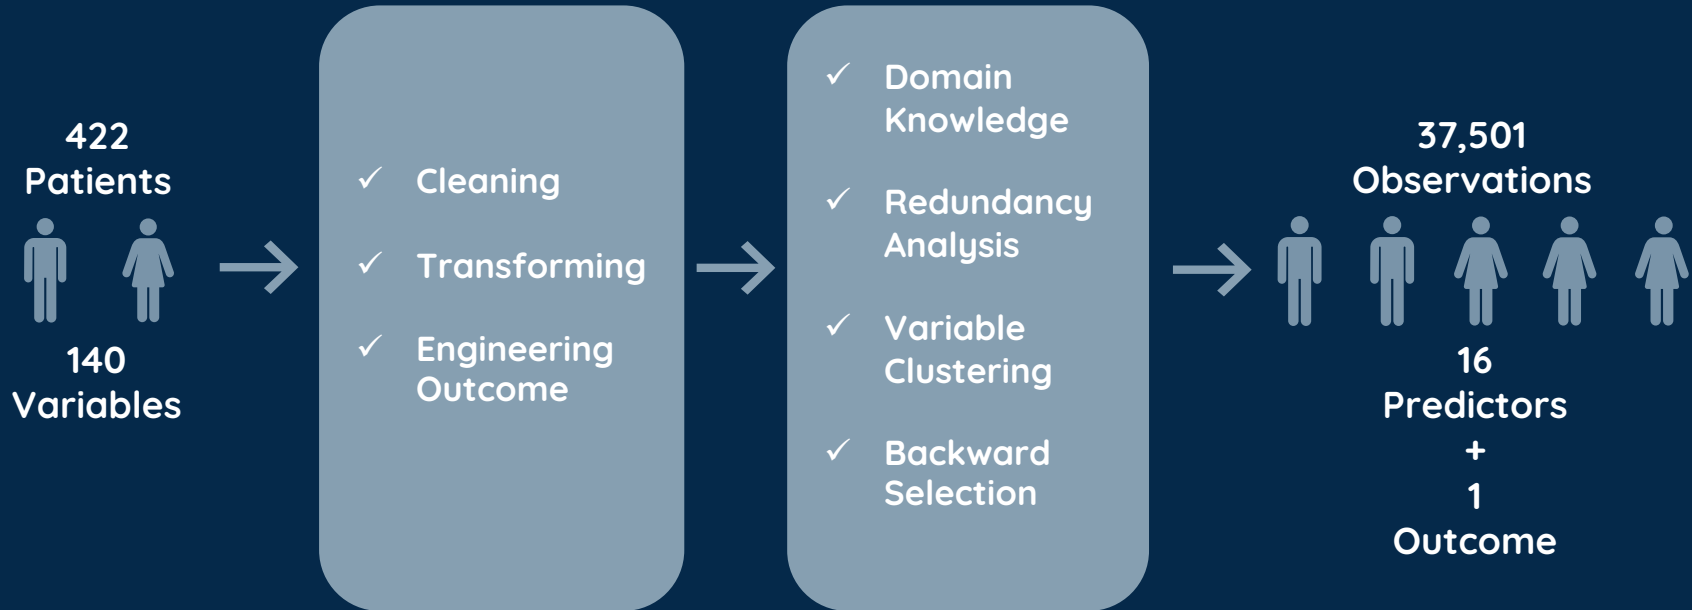 422
Patients
140
Variables
✓ Cleaning
✓ Transforming
✓ Engineering
Outcome
✓ Domain
Knowledge
✓ Redundancy
Analysis
✓ Variable
Clustering
✓ Backward
Selection
37,501
Observations
16
Predictors
+
1
Outcome